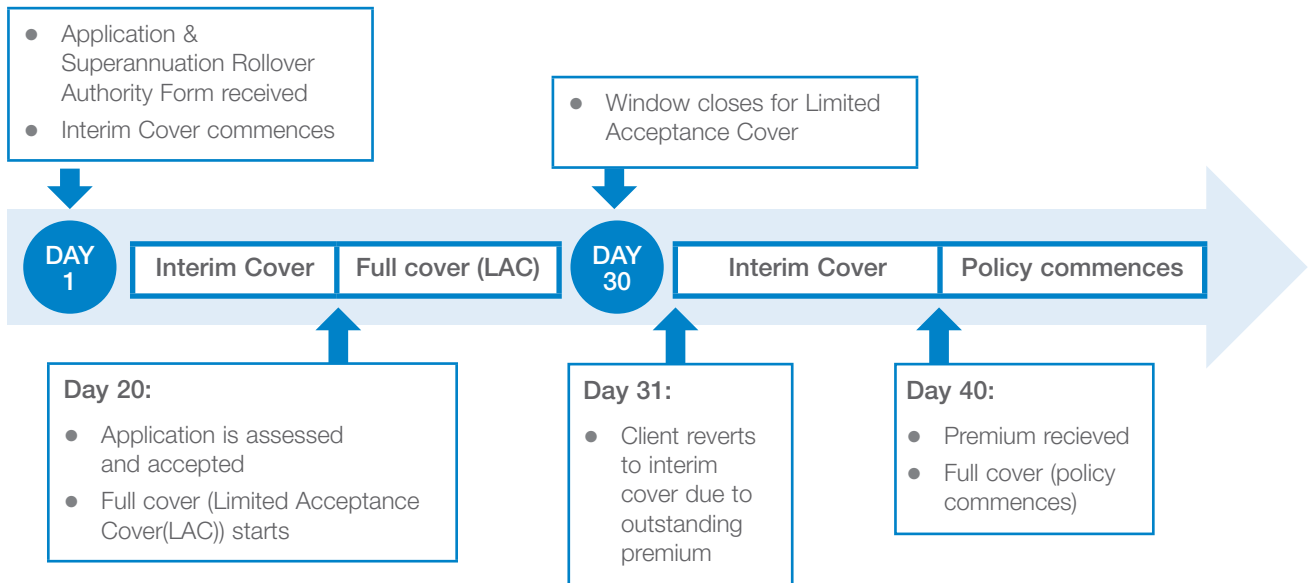 ● Application &
Superannuation Rollover
Authority Form received
● Interim Cover commences
● Window closes for Limited
Acceptance Cover
DAY
1
Interim Cover
Full cover (LAC)
DAY
30
Interim Cover
Policy commences
Day 20:
● Application is assessed
and accepted
● Full cover (Limited Acceptance
Cover(LAC)) starts
Day 31:
● Client reverts
to interim
cover due to
outstanding
premium
Day 40:
● Premium recieved
● Full cover (policy
commences)